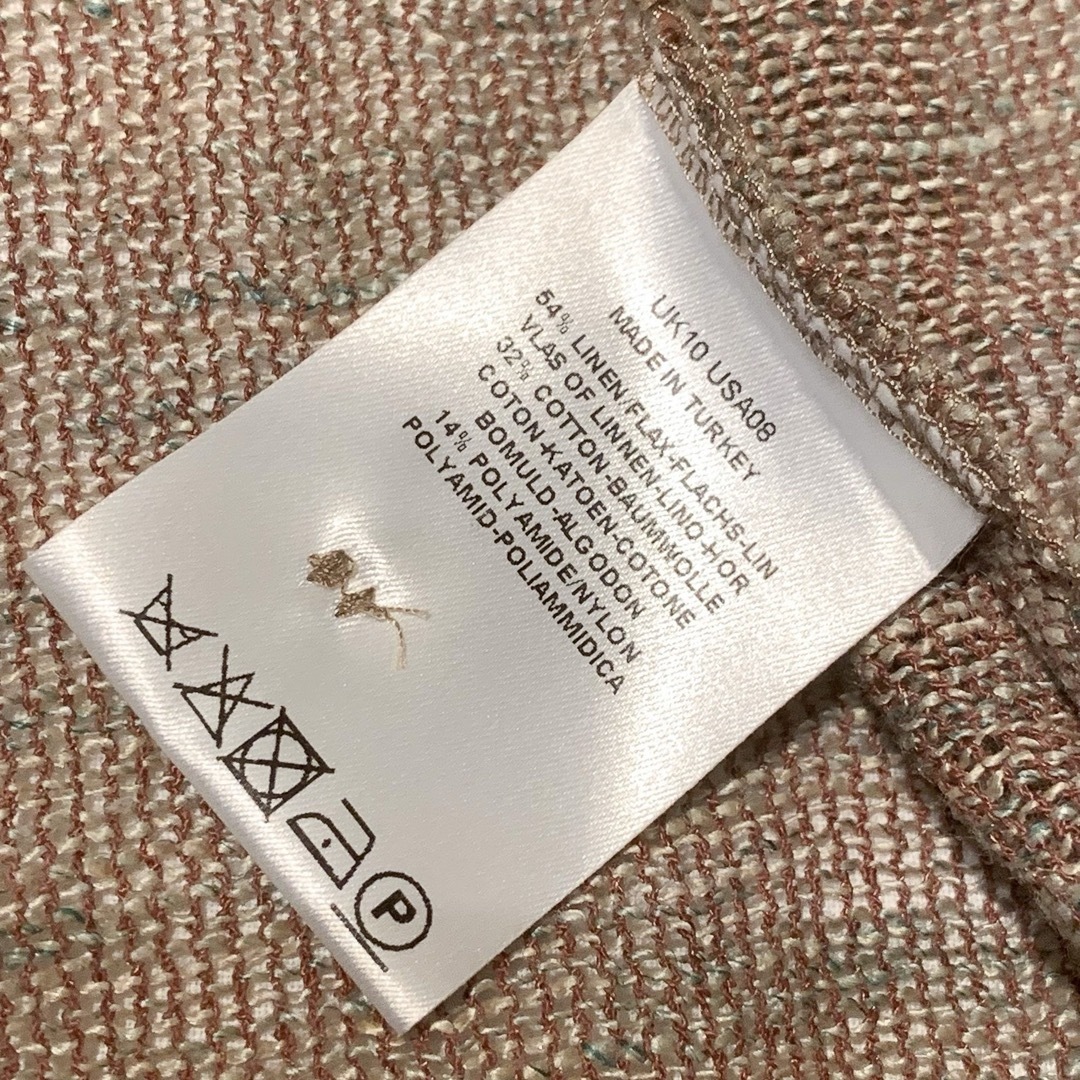 UK10 USA08
MADE IN TURKEY
54% LINEN/FLAX-FLACHS-LIN
VLAS OF LINNEN-LINO-HOR
32% COTTON-BAUMWOLLE
COTON-KATOEN-COTONE
BOMULD-ALGODON
14% POLYAMIDE/NYLON
POLYAMID-POLIAMMIDICA
P